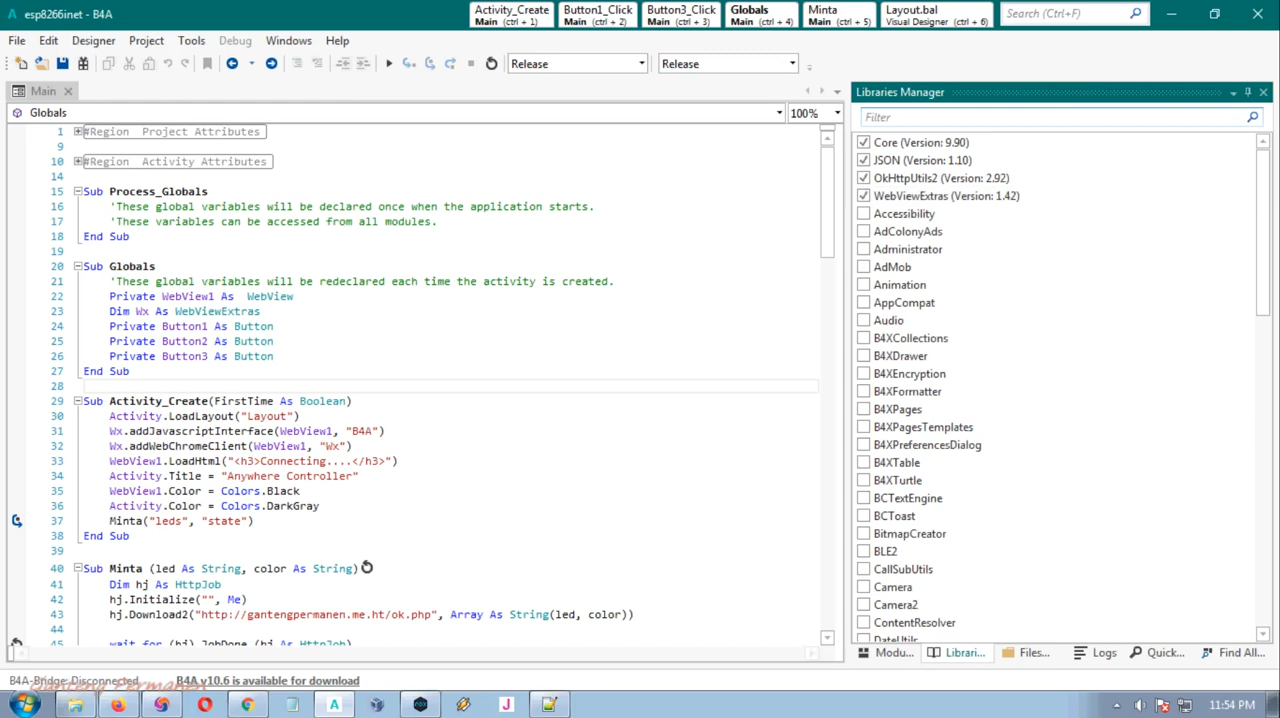 esp8266inet - B4A
Activity_Create
Main (ctrl + 1)
Button1_Click
Main (ctrl + 2)
Button3_Click
Main (ctrl + 3)
Globals
Main (ctrl + 4)
Minta
Main (ctrl + 5)
Layout.bal
Visual Designer (ctrl + 6)
Search (Ctrl+F)
File Edit Designer Project Tools Debug Windows Help
Release
Release
Main
Globals
100%
1 #Region Project Attributes
9
10 #Region Activity Attributes
14
15 Sub Process_Globals
16 'These global variables will be declared once when the application starts.
17 'These variables can be accessed from all modules.
18 End Sub
19
20 Sub Globals
21 'These global variables will be redeclared each time the activity is created.
22 Private WebView1 As WebView
23 Dim Wx As WebViewExtras
24 Private Button1 As Button
25 Private Button2 As Button
26 Private Button3 As Button
27 End Sub
28
29 Sub Activity_Create(FirstTime As Boolean)
30 Activity.LoadLayout("Layout")
31 Wx.addJavascriptInterface(WebView1, "B4A")
32 Wx.addWebChromeClient(WebView1, "Wx")
33 WebView1.LoadHtml("<h3>Connecting....</h3>")
34 Activity.Title = "Anywhere Controller"
35 WebView1.Color = Colors.Black
36 Activity.Color = Colors.DarkGray
37 Minta("leds", "state")
38 End Sub
39
40 Sub Minta (led As String, color As String)
41 Dim hj As HttpJob
42 hj.Initialize("", Me)
43 hj.Download2("http://gantengpermanen.me.ht/ok.php", Array As String(led, color))
44
45 wait for (hj) JobDone (hj As HttpJob)
Libraries Manager
Filter
Core (Version: 9.90)
JSON (Version: 1.10)
OkHttpUtils2 (Version: 2.92)
WebViewExtras (Version: 1.42)
Accessibility
AdColonyAds
Administrator
AdMob
Animation
AppCompat
Audio
B4XCollections
B4XDrawer
B4XEncryption
B4XFormatter
B4XPages
B4XPagesTemplates
B4XPreferencesDialog
B4XTable
B4XTurtle
BCTextEngine
BCToast
BitmapCreator
BLE2
CallSubUtils
Camera
Camera2
ContentResolver
DateUtils
Modu... Librari... Files... Logs Quick... Find All...
B4A-Bridge: Disconnected
B4A v10.6 is available for download
Ganteng Permanen
11:54 PM